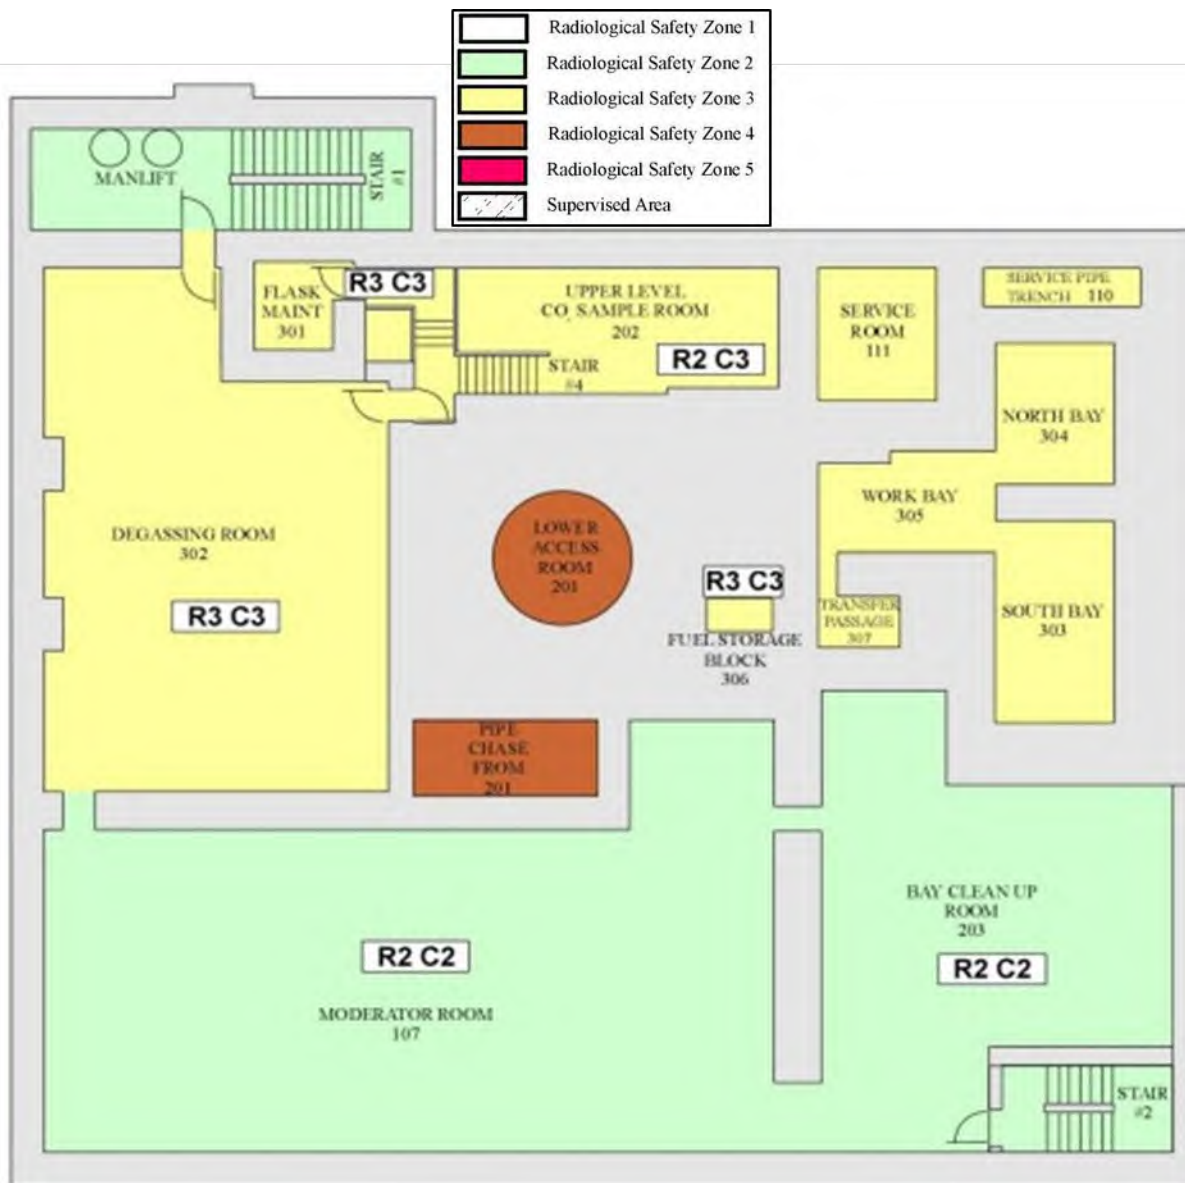 Radiological Safety Zone 1
Radiological Safety Zone 2
Radiological Safety Zone 3
Radiological Safety Zone 4
Radiological Safety Zone 5
Supervised Area
MANLIFT
STAIR
#1
FLASK
MAINT
301
R3 C3
UPPER LEVEL
CO, SAMPLE ROOM
202
R2 C3
STAIR
#4
SERVICE
ROOM
111
SERVICE PIPE
TRENCH 110
NORTH BAY
304
WORK BAY
305
DEGASSING ROOM
302
R3 C3
LOWER
ACCESS
ROOM
201
R3 C3
FUEL STORAGE
BLOCK
306
TRANSFER
PASSAGE
307
SOUTH BAY
303
PIPE
CHASE
FROM
201
BAY CLEAN UP
ROOM
203
R2 C2
R2 C2
MODERATOR ROOM
107
STAIR
#2